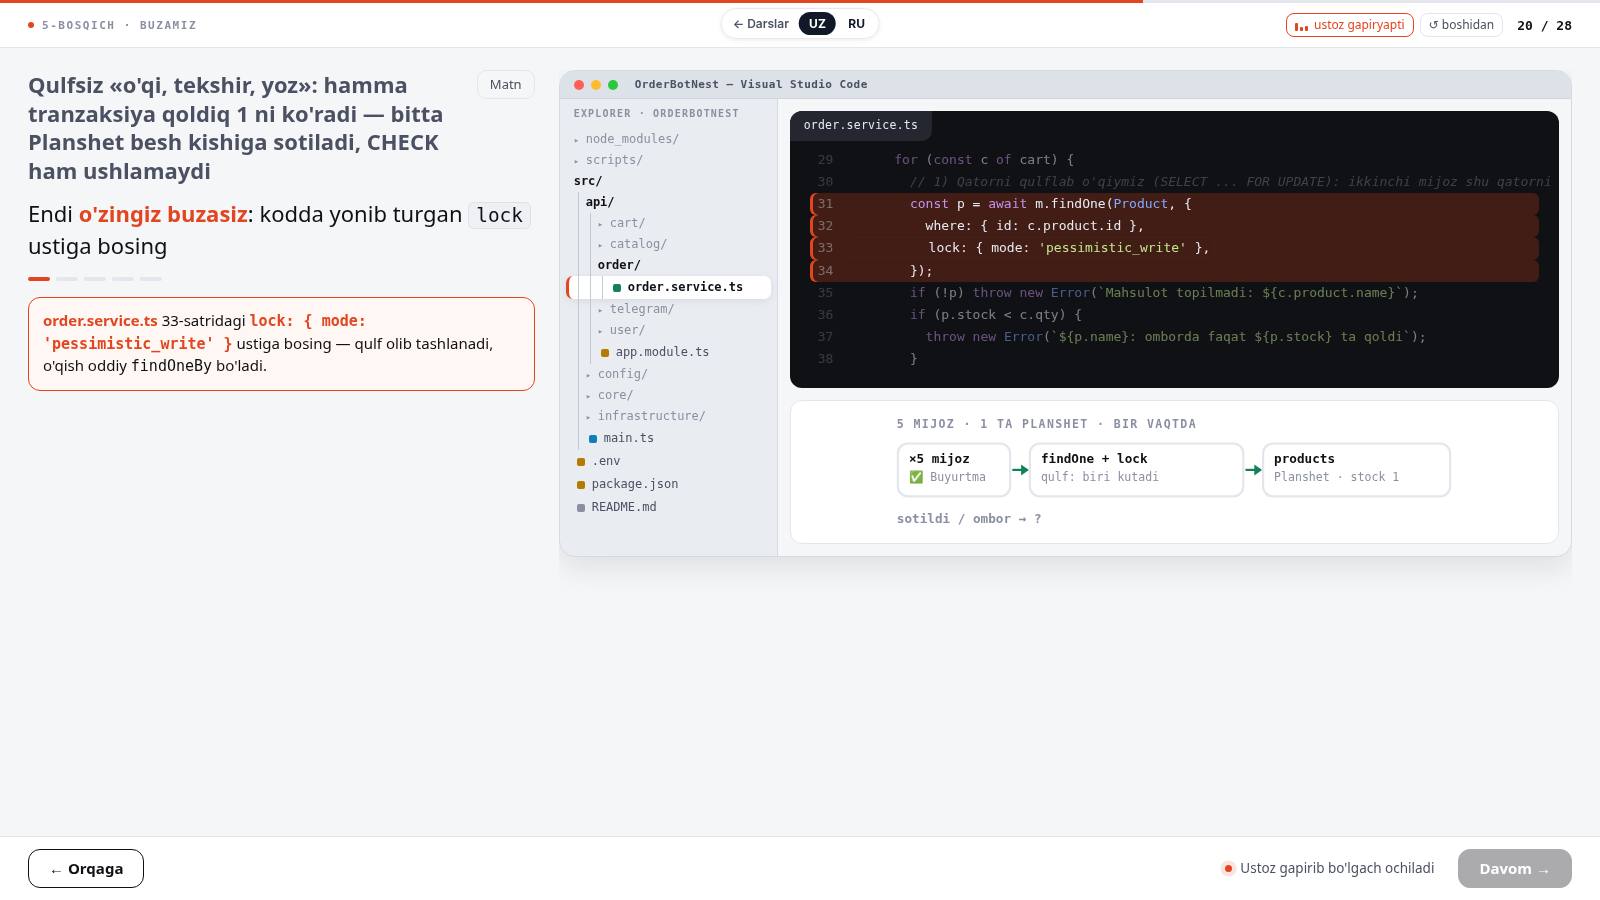 5-BOSQICH · BUZAMIZ
← Darslar UZ RU
ustoz gapiryapti ↺ boshidan 20 / 28
Qulfsiz «o'qi, tekshir, yoz»: hamma
tranzaksiya qoldiq 1 ni ko'radi — bitta
Planshet besh kishiga sotiladi, CHECK
ham ushlamaydi
Matn
Endi o'zingiz buzasiz: kodda yonib turgan lock
ustiga bosing
order.service.ts 33-satridagi lock: { mode:
'pessimistic_write' } ustiga bosing — qulf olib tashlanadi,
o'qish oddiy findOneBy bo'ladi.
OrderBotNest — Visual Studio Code
EXPLORER · ORDERBOTNEST
▸ node_modules/
▸ scripts/
src/
api/
▸ cart/
▸ catalog/
order/
order.service.ts
▸ telegram/
▸ user/
app.module.ts
▸ config/
▸ core/
▸ infrastructure/
main.ts
.env
package.json
README.md
order.service.ts
29 for (const c of cart) {
30 // 1) Qatorni qulflab o'qiymiz (SELECT ... FOR UPDATE): ikkinchi mijoz shu qatorni
31 const p = await m.findOne(Product, {
32 where: { id: c.product.id },
33 lock: { mode: 'pessimistic_write' },
34 });
35 if (!p) throw new Error(`Mahsulot topilmadi: ${c.product.name}`);
36 if (p.stock < c.qty) {
37 throw new Error(`${p.name}: omborda faqat ${p.stock} ta qoldi`);
38 }
5 MIJOZ · 1 TA PLANSHET · BIR VAQTDA
×5 mijoz
✅ Buyurtma
findOne + lock
qulf: biri kutadi
products
Planshet · stock 1
sotildi / ombor → ?
← Orqaga
Ustoz gapirib bo'lgach ochiladi
Davom →